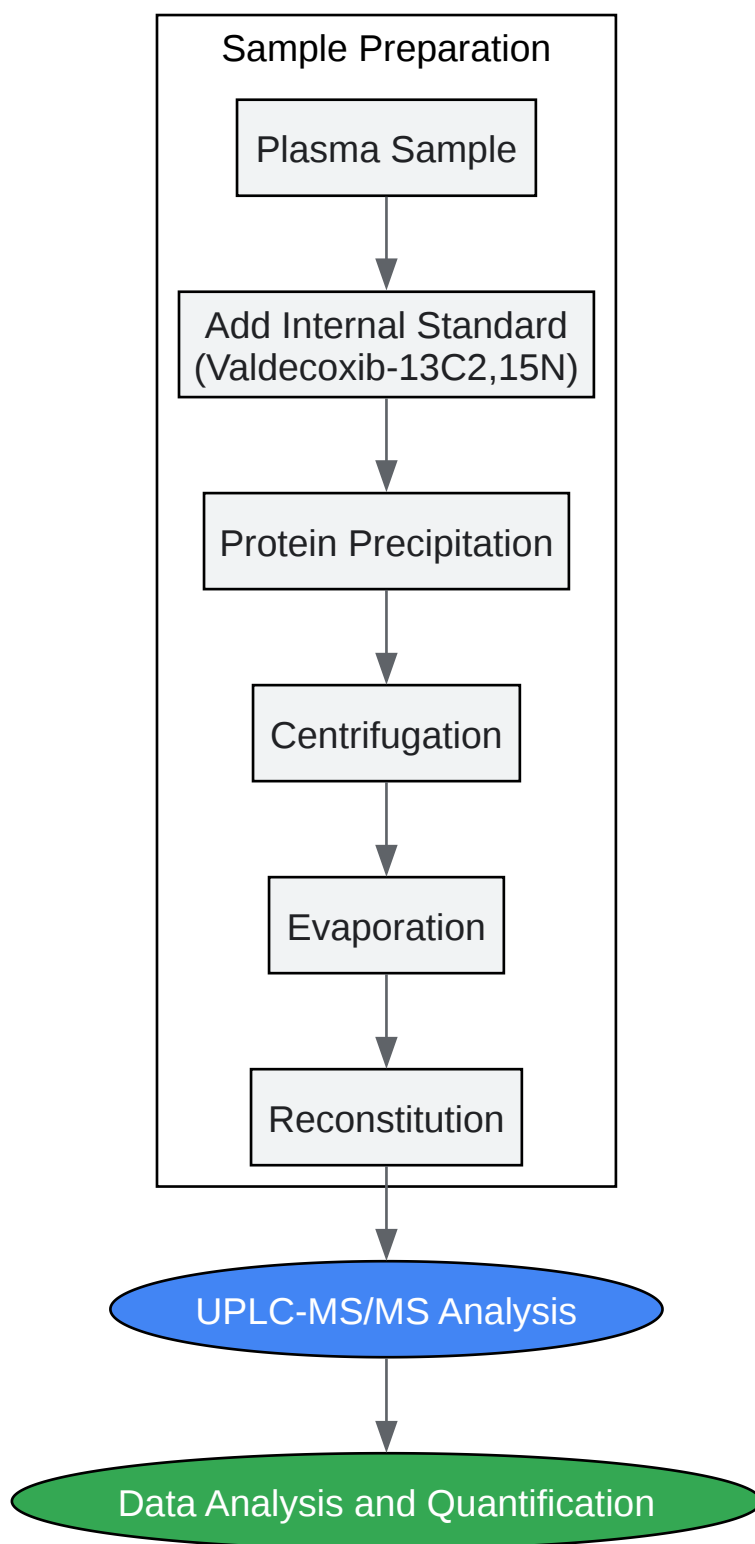 Sample Preparation
Plasma Sample
Add Internal Standard
(Valdecoxib-13C2,15N)
Protein Precipitation
Centrifugation
Evaporation
Reconstitution
UPLC-MS/MS Analysis
Data Analysis and Quantification